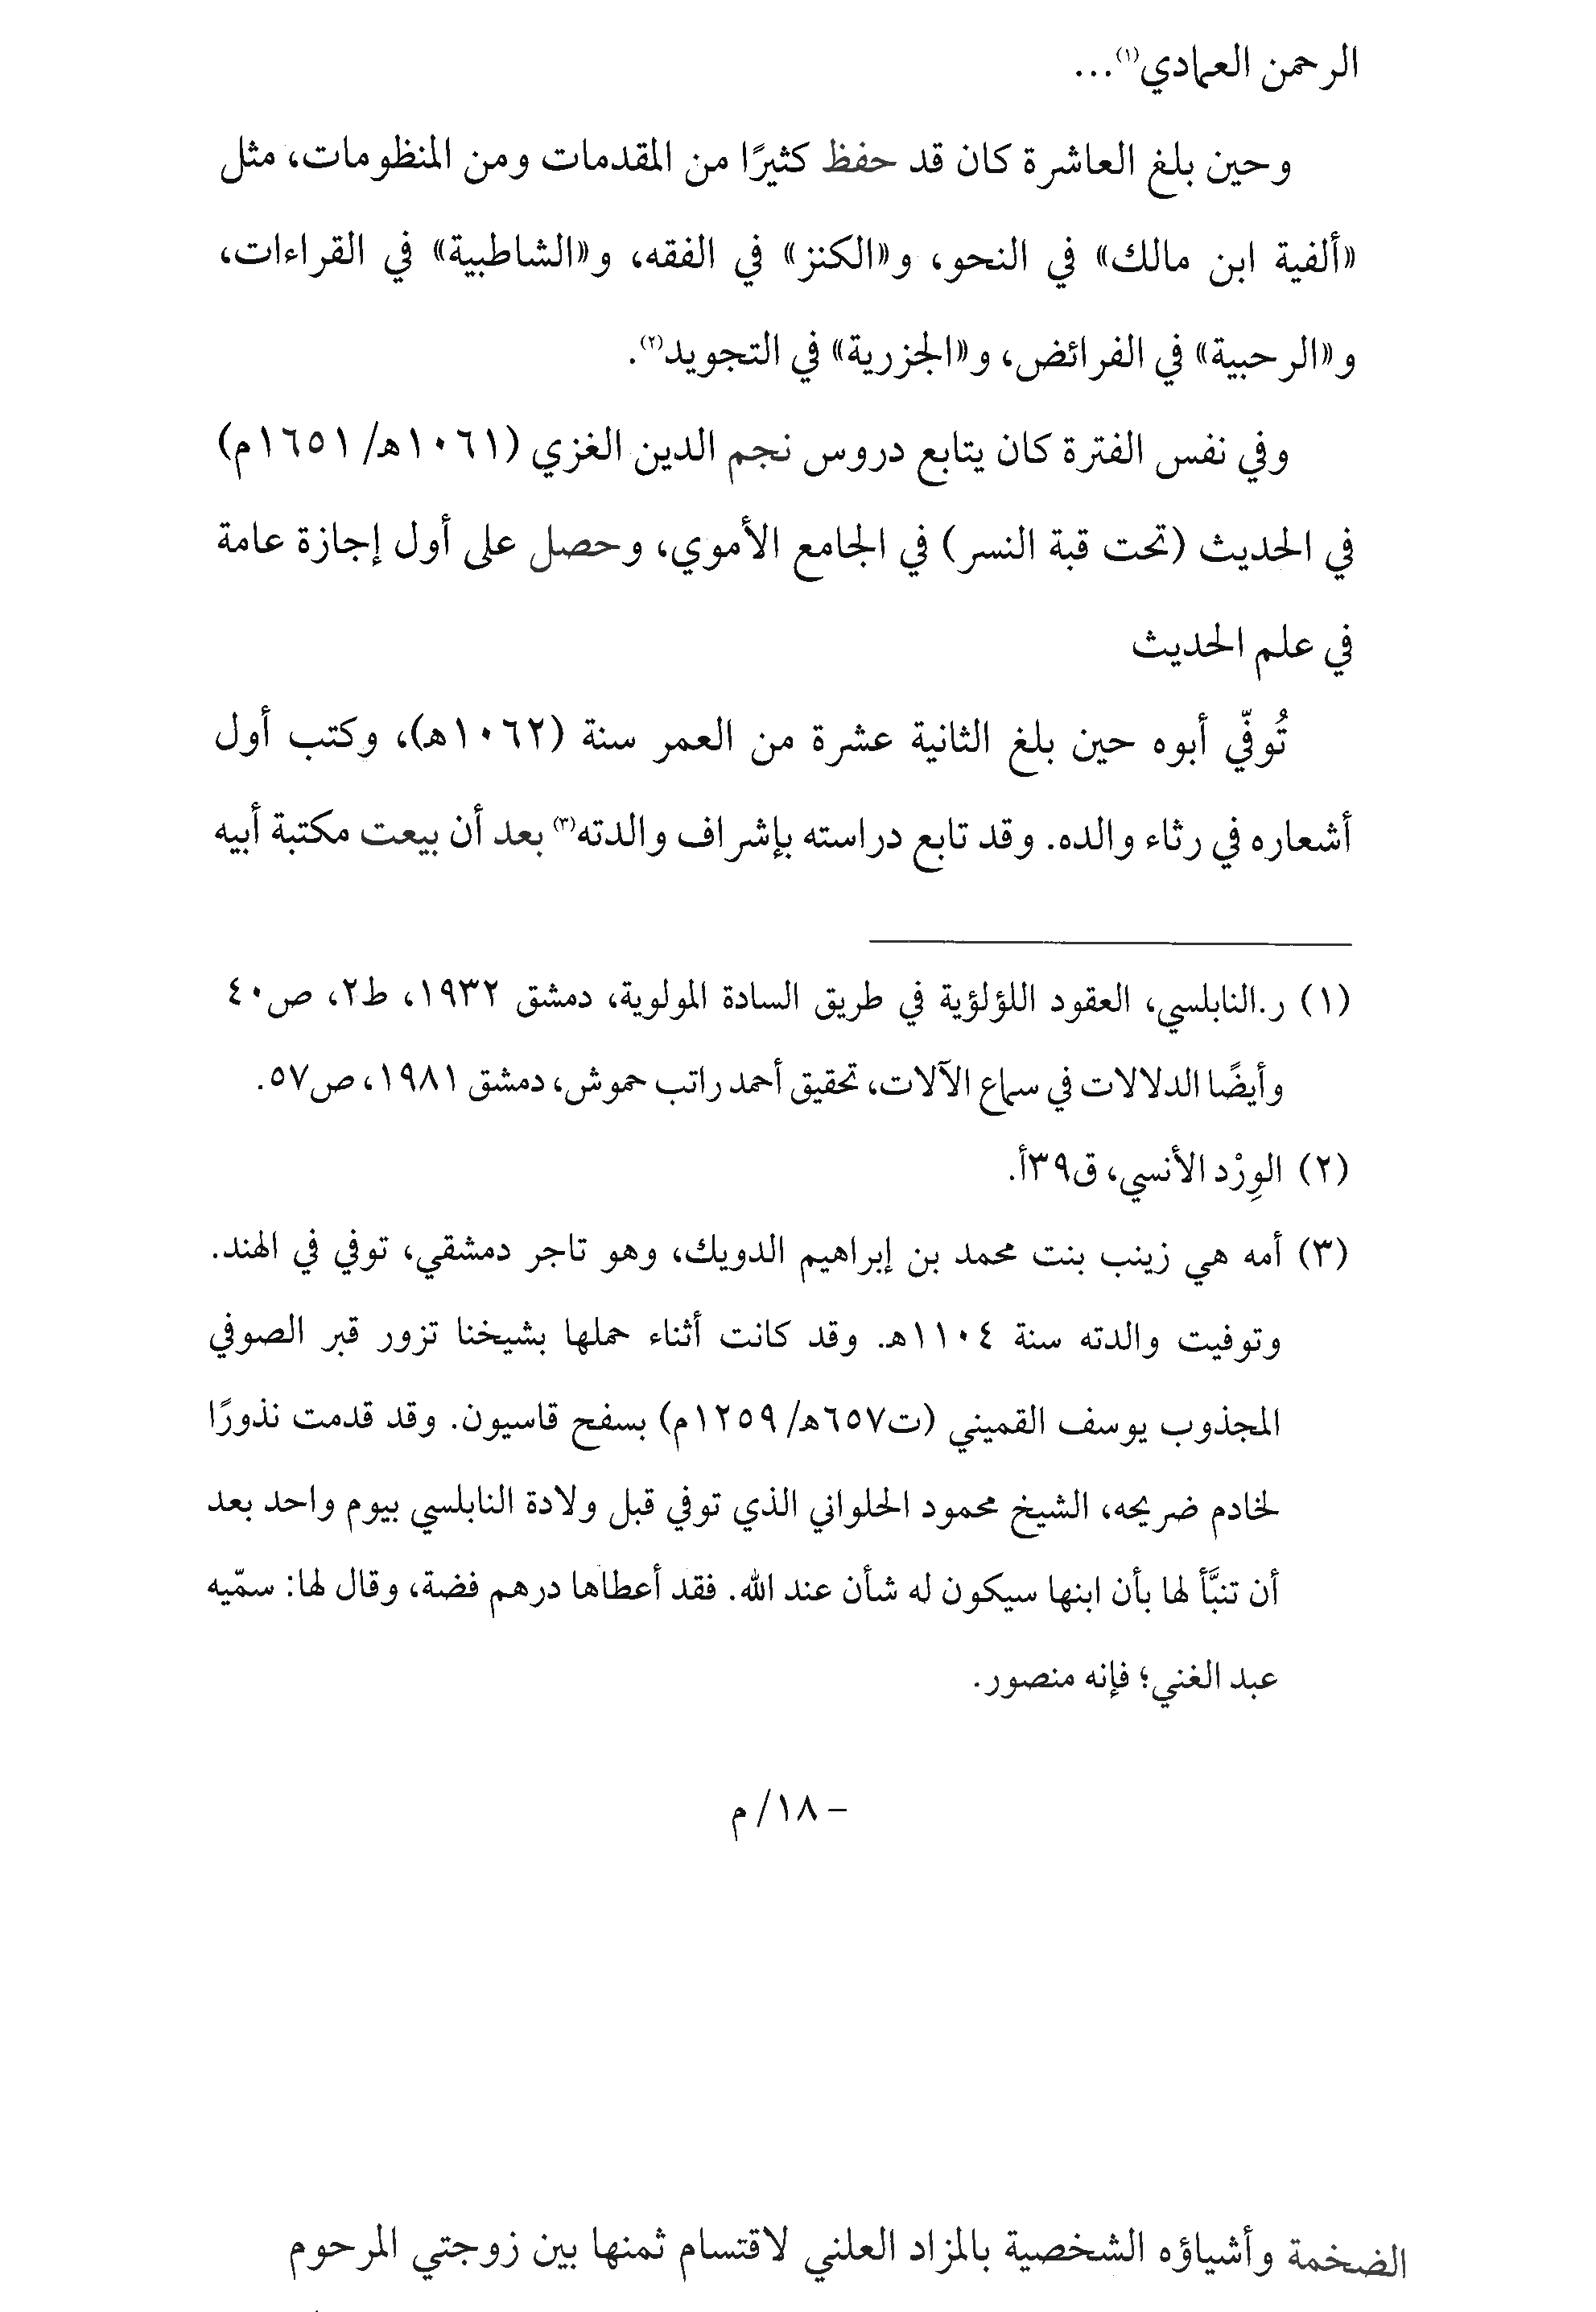 الرحمن العمادي(١)...
وحين بلغ العاشرة كان قد حفظ كثيرًا من المقدمات ومن المنظومات، مثل
«ألفية ابن مالك» في النحو، و«الكنز» في الفقه، و«الشاطبية» في القراءات،
و«الرحبية» في الفرائض، و«الجزرية» في التجويد(٢).
وفي نفس الفترة كان يتابع دروس نجم الدين الغزي (١٠٦١هـ/ ١٦٥١م)
في الحديث (تحت قبة النسر) في الجامع الأموي، وحصل على أول إجازة عامة
في علم الحديث
تُوفّي أبوه حين بلغ الثانية عشرة من العمر سنة (١٠٦٢هـ)، وكتب أول
أشعاره في رثاء والده. وقد تابع دراسته بإشراف والدته(٣) بعد أن بيعت مكتبة أبيه
(١) ر.النابلسي، العقود اللؤلؤية في طريق السادة المولوية، دمشق ١٩٣٢، ط٢، ص٤٠
وأيضًا الدلالات في سماع الآلات، تحقيق أحمد راتب حموش، دمشق ١٩٨١، ص٥٧.
(٢) الوِرْد الأنسي، ق٣٩أ.
(٣) أمه هي زينب بنت محمد بن إبراهيم الدويك، وهو تاجر دمشقي، توفي في الهند.
وتوفيت والدته سنة ١١٠٤هـ. وقد كانت أثناء حملها بشيخنا تزور قبر الصوفي
المجذوب يوسف القميني (ت٦٥٧هـ/ ١٢٥٩م) بسفح قاسيون. وقد قدمت نذورًا
لخادم ضريحه، الشيخ محمود الحلواني الذي توفي قبل ولادة النابلسي بيوم واحد بعد
أن تنبَّأ لها بأن ابنها سيكون له شأن عند الله. فقد أعطاها درهم فضة، وقال لها: سمّيه
عبد الغني؛ فإنه منصور.
– ١٨/ م
الضخمة وأشياؤه الشخصية بالمزاد العلني لاقتسام ثمنها بين زوجتي المرحوم